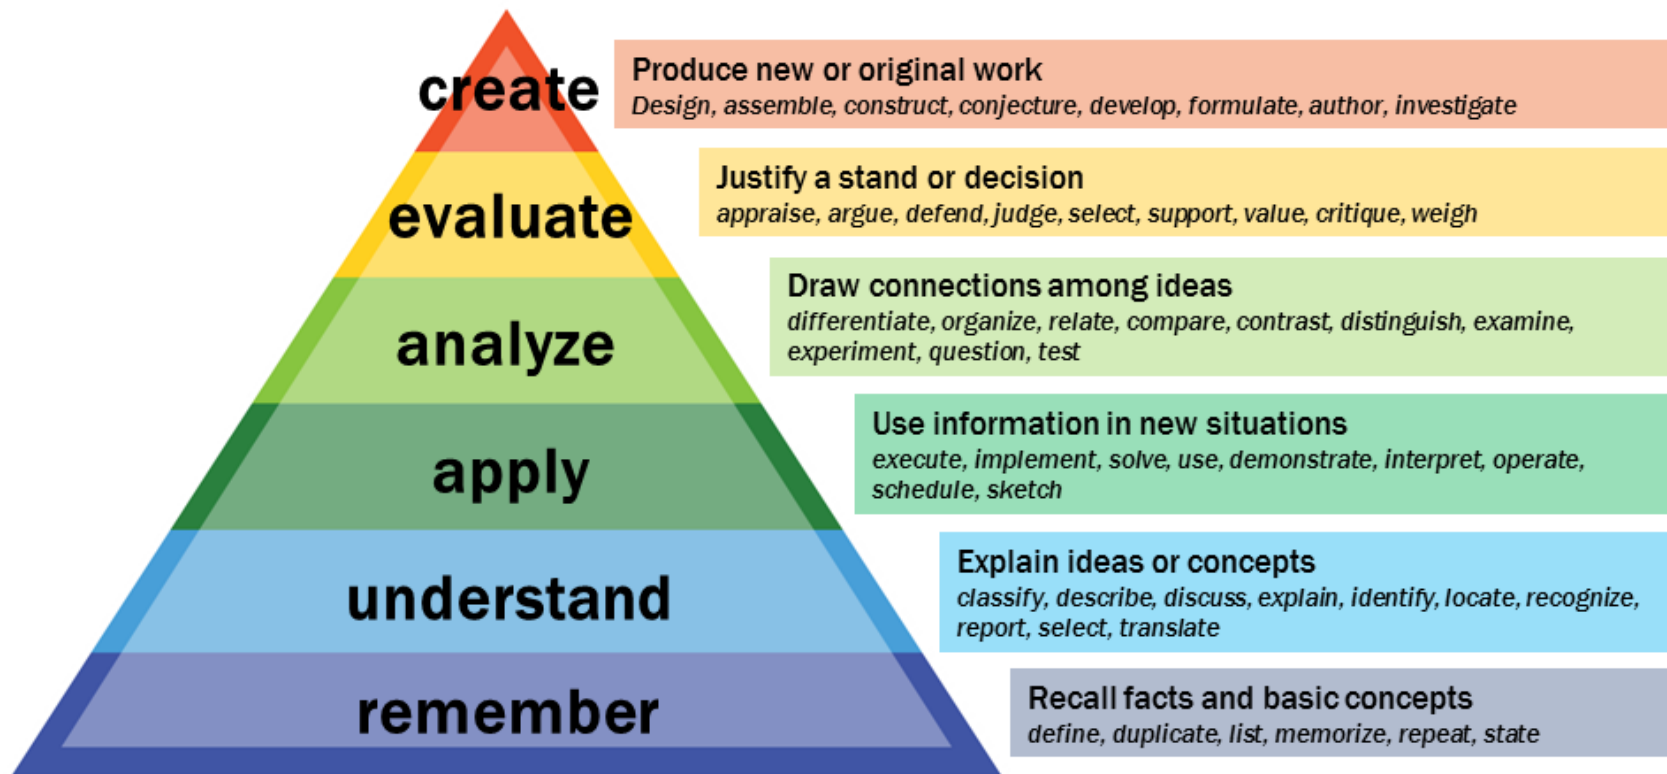 create
Produce new or original work
Design, assemble, construct, conjecture, develop, formulate, author, investigate
evaluate
Justify a stand or decision
appraise, argue, defend, judge, select, support, value, critique, weigh
analyze
Draw connections among ideas
differentiate, organize, relate, compare, contrast, distinguish, examine,
experiment, question, test
apply
Use information in new situations
execute, implement, solve, use, demonstrate, interpret, operate,
schedule, sketch
understand
Explain ideas or concepts
classify, describe, discuss, explain, identify, locate, recognize,
report, select, translate
remember
Recall facts and basic concepts
define, duplicate, list, memorize, repeat, state